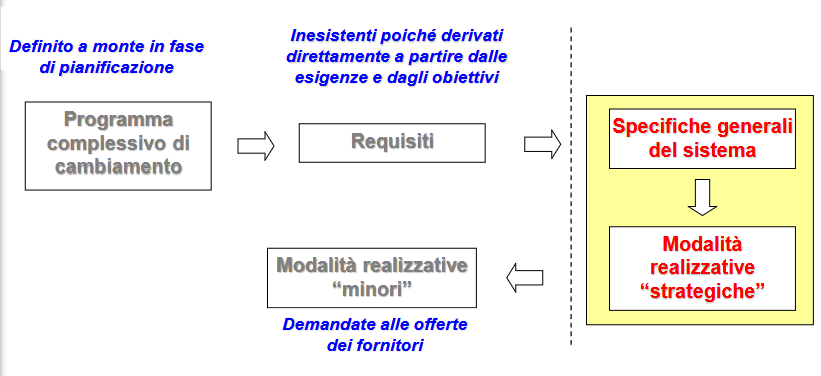 Definito a monte in fase
di pianificazione
Inesistenti poiché derivati
direttamente a partire dalle
esigenze e dagli obiettivi
Programma
complessivo di
cambiamento
Requisiti
Specifiche generali
del sistema
Modalità
realizzative
“strategiche”
Modalità realizzative
“minori”
Demandate alle offerte
dei fornitori